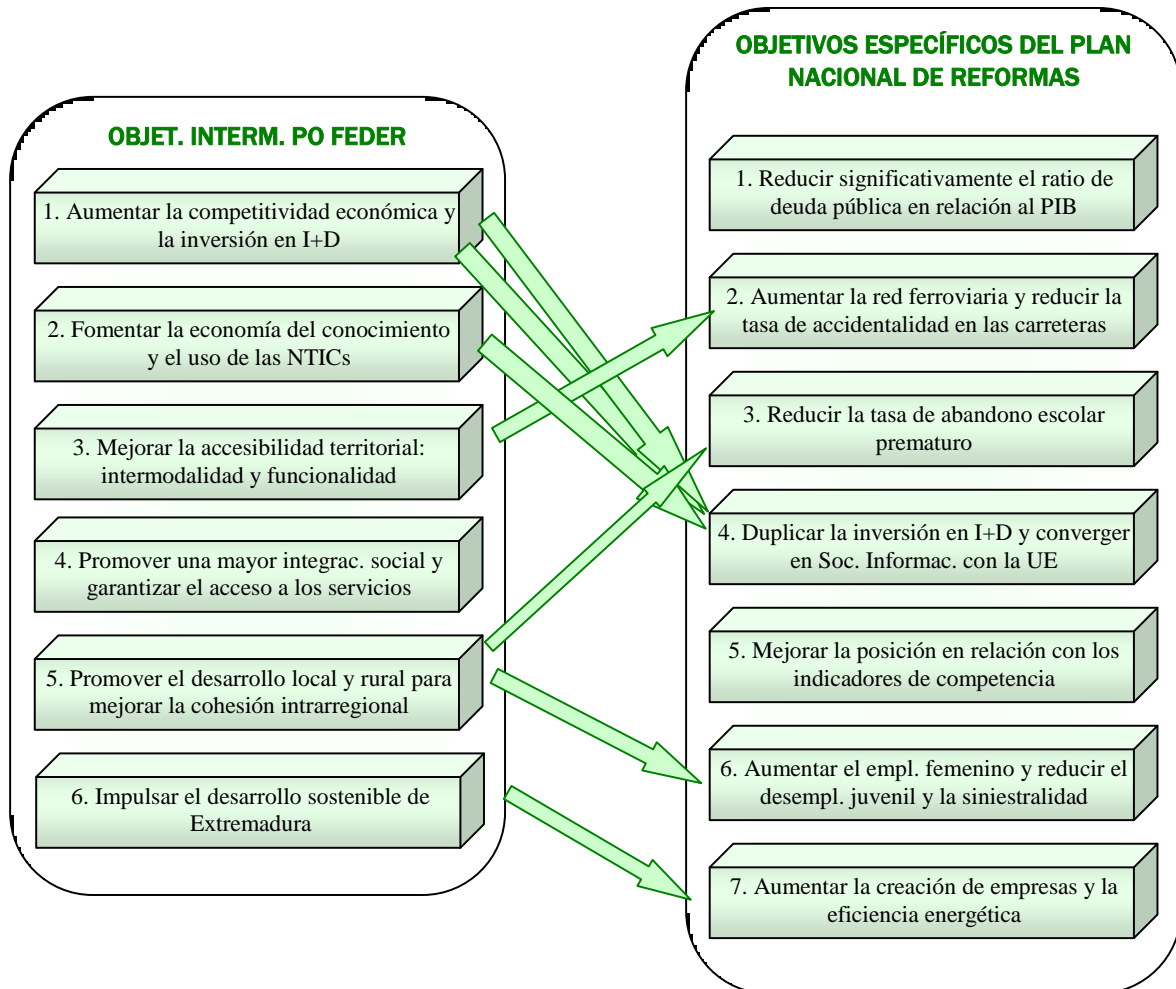 OBJET. INTERM. PO FEDER
1. Aumentar la competitividad económica y
la inversión en I+D
2. Fomentar la economía del conocimiento
y el uso de las NTICs
3. Mejorar la accesibilidad territorial:
intermodalidad y funcionalidad
4. Promover una mayor integrac. social y
garantizar el acceso a los servicios
5. Promover el desarrollo local y rural para
mejorar la cohesión intrarregional
6. Impulsar el desarrollo sostenible de
Extremadura
OBJETIVOS ESPECÍFICOS DEL PLAN
NACIONAL DE REFORMAS
1. Reducir significativamente el ratio de
deuda pública en relación al PIB
2. Aumentar la red ferroviaria y reducir la
tasa de accidentalidad en las carreteras
3. Reducir la tasa de abandono escolar
prematuro
4. Duplicar la inversión en I+D y converger
en Soc. Informac. con la UE
5. Mejorar la posición en relación con los
indicadores de competencia
6. Aumentar el empl. femenino y reducir el
desempl. juvenil y la siniestralidad
7. Aumentar la creación de empresas y la
eficiencia energética